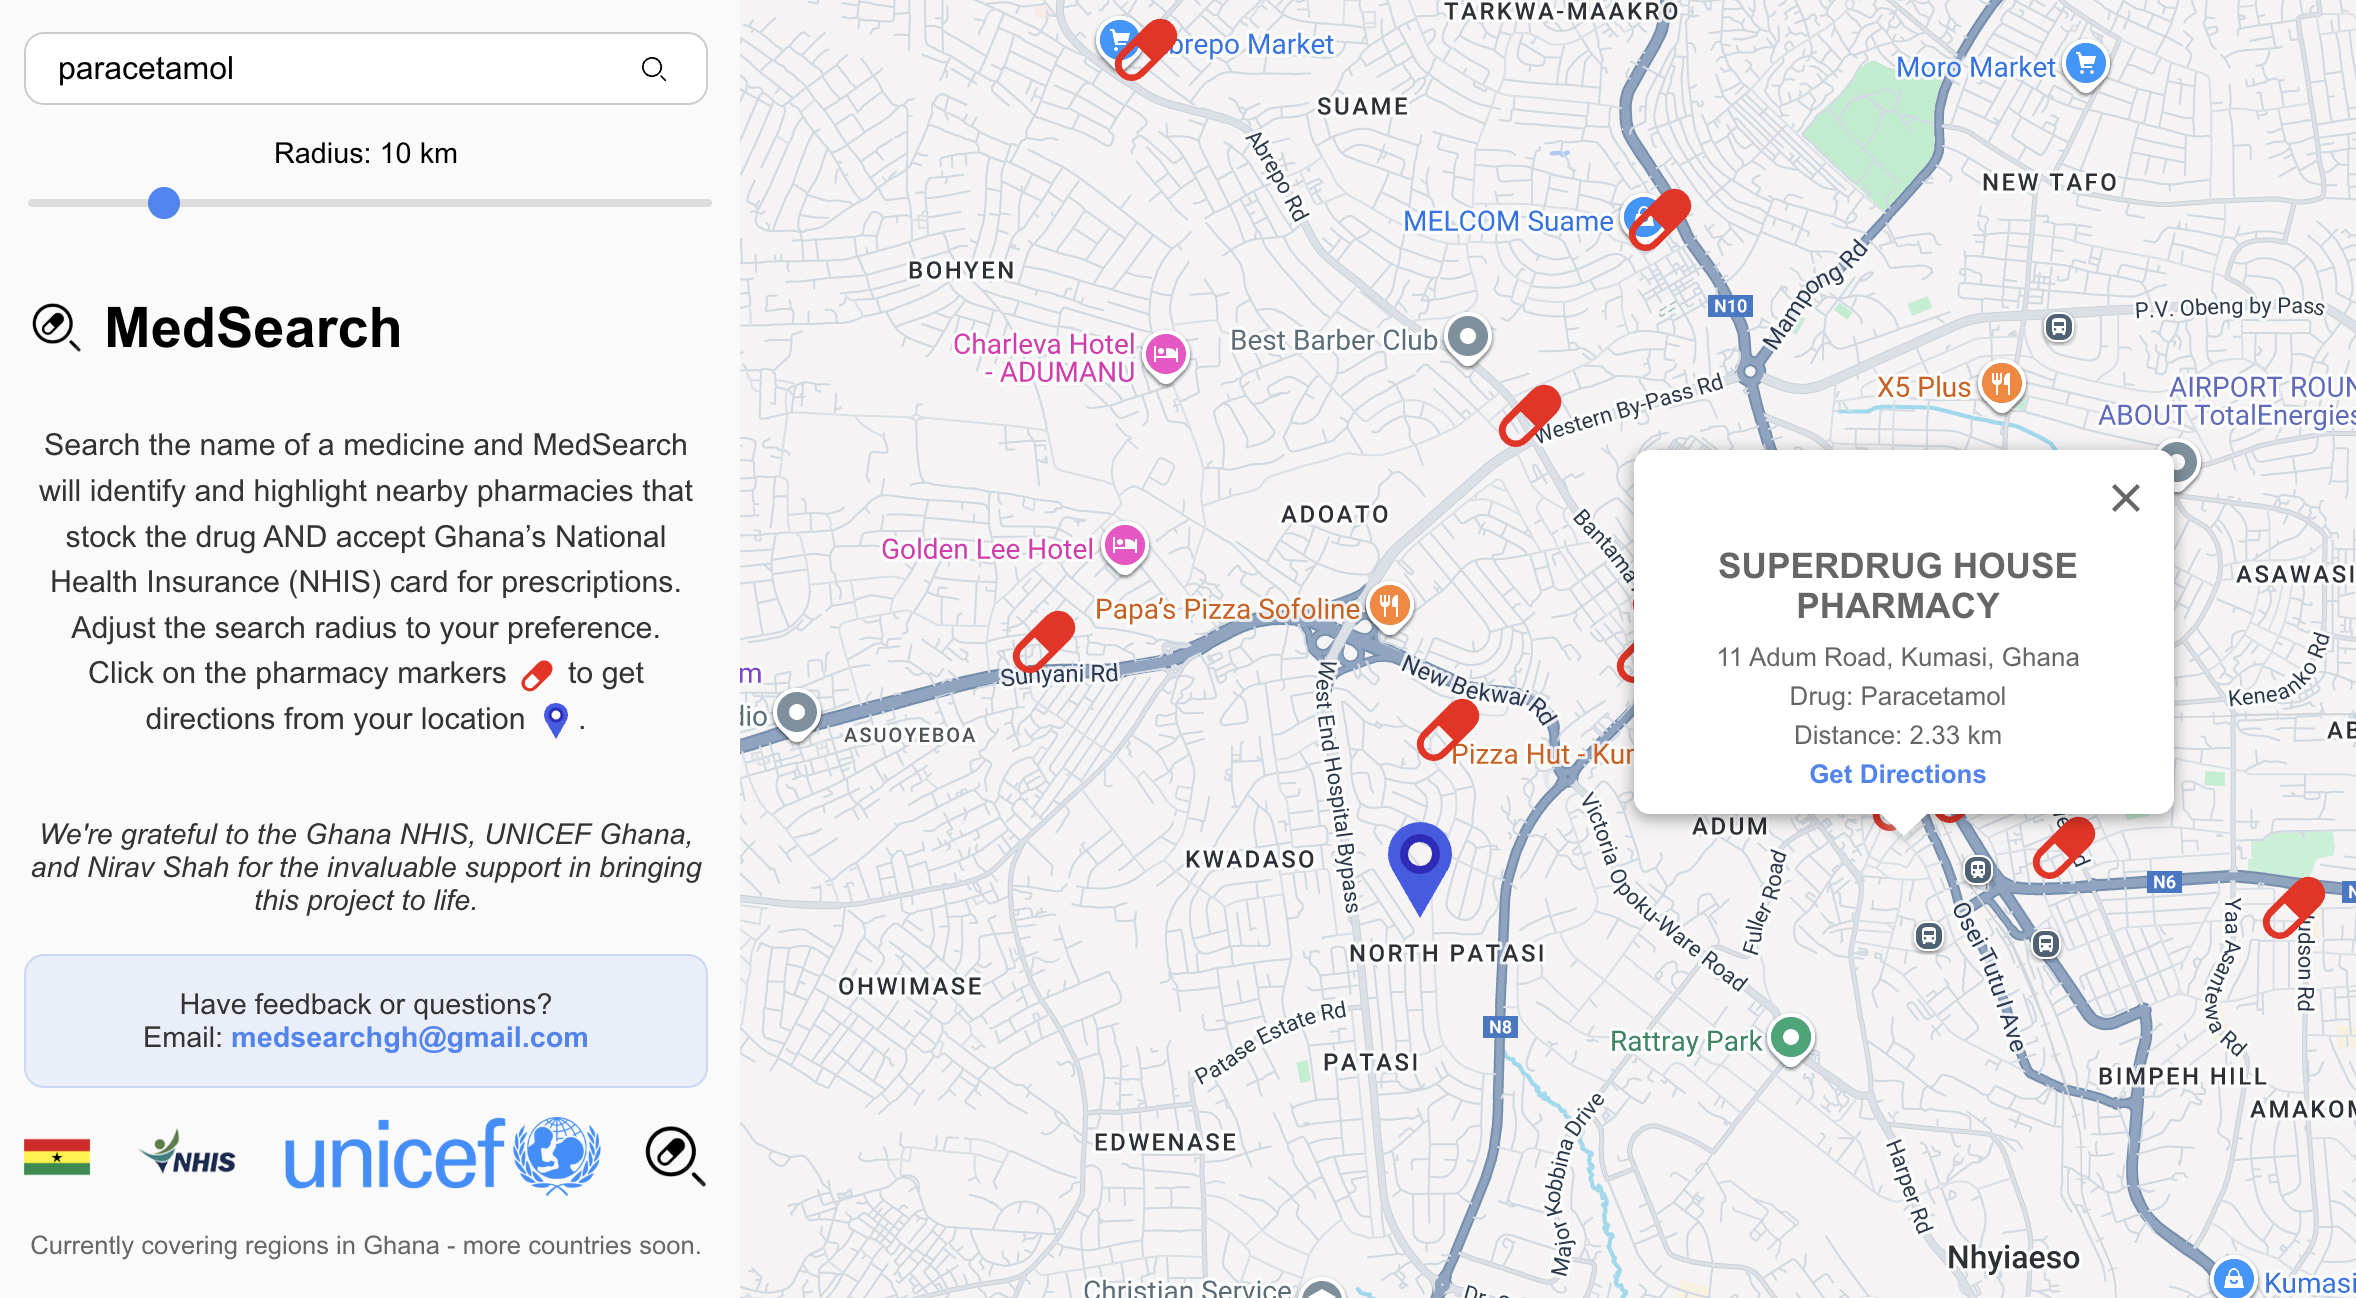 paracetamol
Radius: 10 km
MedSearch
Search the name of a medicine and MedSearch
will identify and highlight nearby pharmacies that
stock the drug AND accept Ghana’s National
Health Insurance (NHIS) card for prescriptions.
Adjust the search radius to your preference.
Click on the pharmacy markers to get
directions from your location .
We're grateful to the Ghana NHIS, UNICEF Ghana,
and Nirav Shah for the invaluable support in bringing
this project to life.
Have feedback or questions?
Email: medsearchgh@gmail.com
NHIS
unicef
Currently covering regions in Ghana - more countries soon.
TARKWA-MAAKRO
brepo Market
Moro Market
SUAME
Abrepo Rd
NEW TAFO
MELCOM Suame
BOHYEN
Mampong Rd
N10
P.V. Obeng by Pass
Charleva Hotel
- ADUMANU
Best Barber Club
Western By-Pass Rd
X5 Plus
AIRPORT ROUN
ABOUT TotalEnergies
ADOATO
Bantama
Golden Lee Hotel
ASAWASI
Papa’s Pizza Sofoline
Sunyani Rd
New Bekwai Rd
West End Hospital Bypass
Keneanko Rd
m
dio
ASUOYEBOA
Pizza Hut - Kum
AB
SUPERDRUG HOUSE
PHARMACY
11 Adum Road, Kumasi, Ghana
Drug: Paracetamol
Distance: 2.33 km
Get Directions
ADUM
Victoria Opoku-Ware Road
Fuller Road
KWADASO
N6
N
NORTH PATASI
Osei Tutu I Ave
Yaa Asantewa Rd
udson Rd
OHWIMASE
Patase Estate Rd
N8
Rattray Park
PATASI
BIMPEH HILL
AMAKOM
Major Kobbina Drive
EDWENASE
Harper Rd
Nhyiaeso
Christian Service
Kumasi